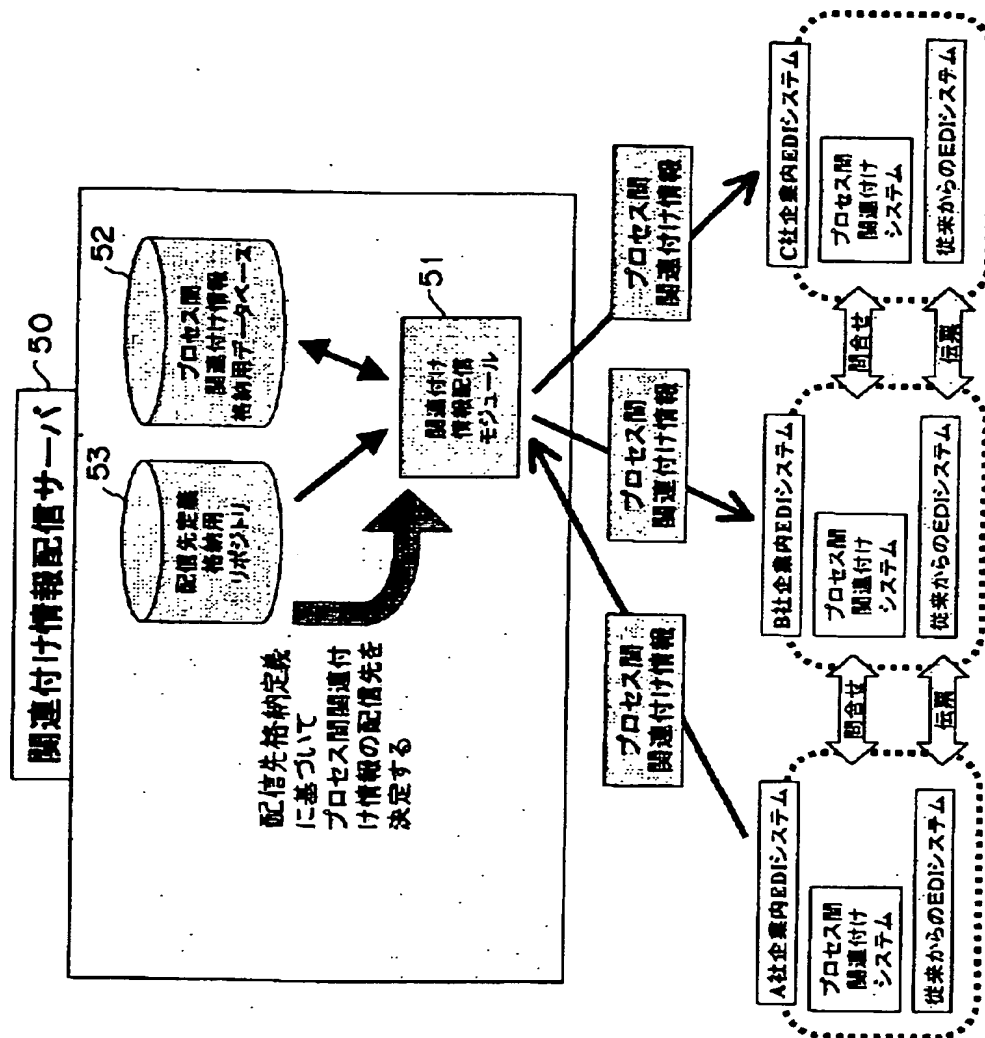 関連付け情報配信サーバ
50
53
配信先定義
格納用
リポジトリ
52
プロセス間
関連付け情報
格納用データベース
配信先格納定義
に基づいて
プロセス間関連付
け情報の配信先を
決定する
51
関連付け
情報配信
モジュール
プロセス間
関連付け情報
プロセス間
関連付け情報
プロセス間
関連付け情報
A社企業内EDIシステム
プロセス間
関連付け
システム
従来からのEDIシステム
問合せ
伝票
B社企業内EDIシステム
プロセス間
関連付け
システム
従来からのEDIシステム
問合せ
伝票
C社企業内EDIシステム
プロセス間
関連付け
システム
従来からのEDIシステム